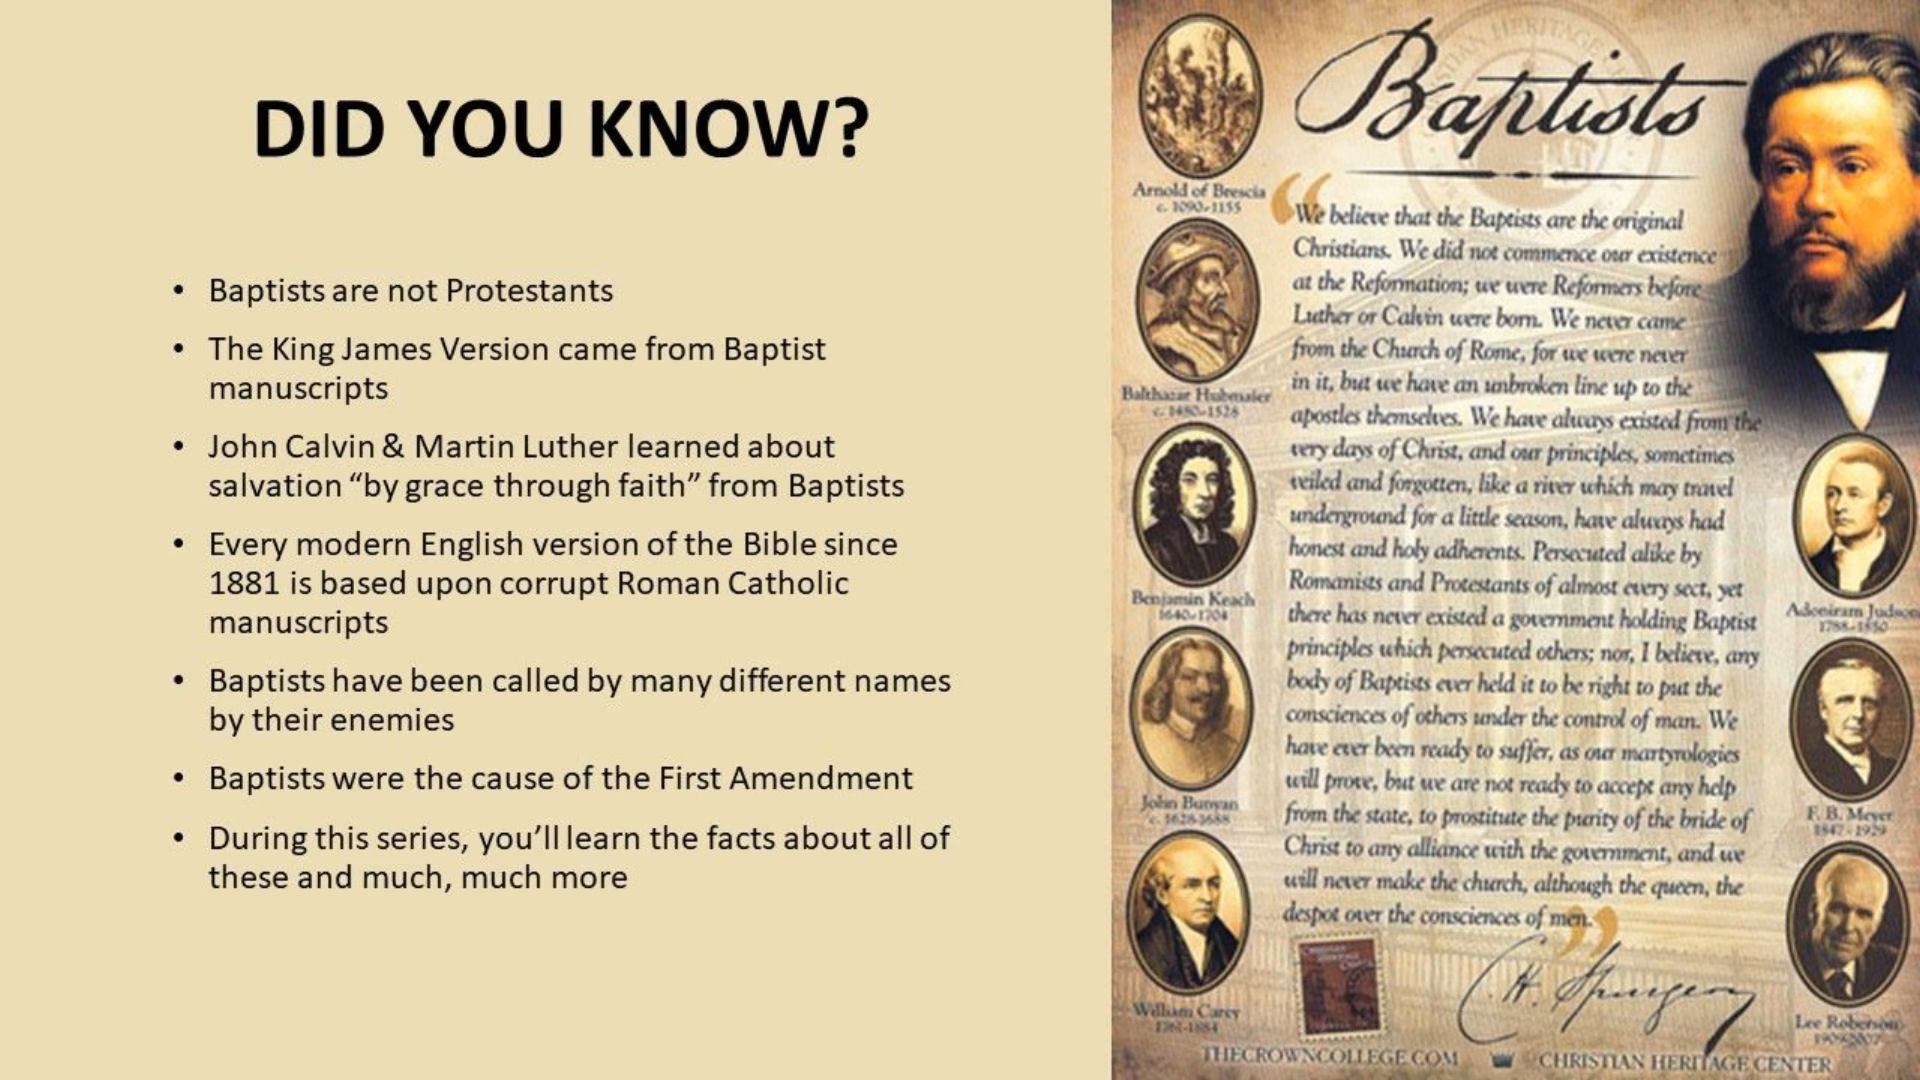 DID YOU KNOW?
• Baptists are not Protestants
• The King James Version came from Baptist
manuscripts
• John Calvin & Martin Luther learned about
salvation “by grace through faith” from Baptists
• Every modern English version of the Bible since
1881 is based upon corrupt Roman Catholic
manuscripts
• Baptists have been called by many different names
by their enemies
• Baptists were the cause of the First Amendment
• During this series, you’ll learn the facts about all of
these and much, much more
Baptists
“We believe that the Baptists are the original
Christians. We did not commence our existence
at the Reformation; we were Reformers before
Luther or Calvin were born. We never came
from the Church of Rome, for we were never
in it, but we have an unbroken line up to the
apostles themselves. We have always existed from the
very days of Christ, and our principles, sometimes
veiled and forgotten, like a river which may travel
underground for a little season, have always had
honest and holy adherents. Persecuted alike by
Romanists and Protestants of almost every sect, yet
there has never existed a government holding Baptist
principles which persecuted others; nor, I believe, any
body of Baptists ever held it to be right to put the
consciences of others under the control of man. We
have ever been ready to suffer, as our martyrologies
will prove, but we are not ready to accept any help
from the state, to prostitute the purity of the bride of
Christ to any alliance with the government, and we
will never make the church, although the queen, the
despot over the consciences of men.”
C. H. Spurgeon
Arnold of Brescia
c. 1090-1155
Balthazar Hubmaier
c. 1480-1528
Benjamin Keach
1640-1704
John Bunyan
c. 1628-1688
William Carey
Adoniram Judson
1788-1850
F. B. Meyer
1847-1929
Lee Roberson
THECROWNCOLLEGE.COM
CHRISTIAN HERITAGE CENTER